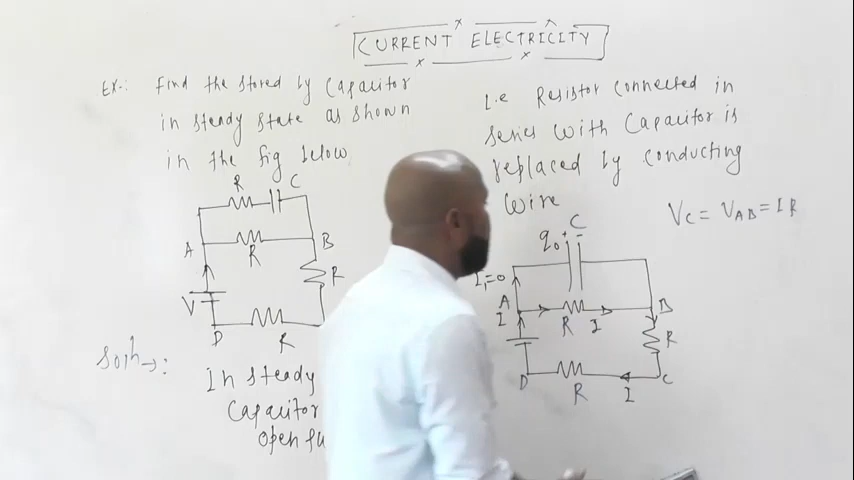 CURRENT ELECTRICITY
Ex-: Find the stored by Capacitor
in steady state as shown
in the fig below
R C
A R B
R
V
D R
Soln→:
In steady
Capacitor
open
i.e Resistor connected in
series with Capacitor is
replaced by conducting
wire
VC = VAB = IR
C
q0 + -
I1=0
A B
I R I
R
D R I C